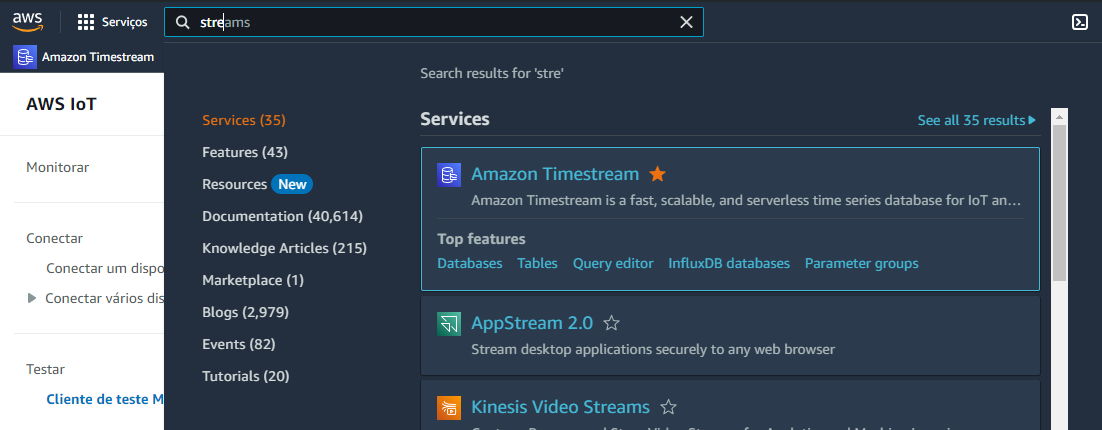 aws Serviços streams
Amazon Timestream
Search results for 'stre'
AWS IoT
Monitorar
Conectar
Conectar um dispo
Conectar vários dis
Testar
Cliente de teste M
Services (35)
Features (43)
Resources New
Documentation (40,614)
Knowledge Articles (215)
Marketplace (1)
Blogs (2,979)
Events (82)
Tutorials (20)
Services See all 35 results
Amazon Timestream
Amazon Timestream is a fast, scalable, and serverless time series database for IoT an...
Top features
Databases Tables Query editor InfluxDB databases Parameter groups
AppStream 2.0
Stream desktop applications securely to any web browser
Kinesis Video Streams